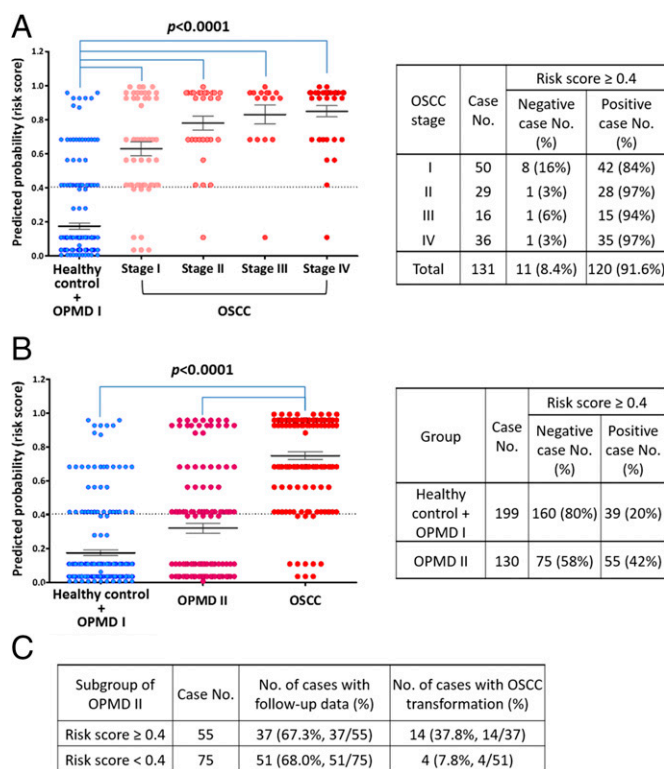 A
p<0.0001
Predicted probability (risk score)
1.2
1.0
0.8
0.6
0.4
0.2
0.0
Healthy control + OPMD I
Stage I
Stage II
Stage III
Stage IV
OSCC
OSCC stage
Case No.
Risk score ≥ 0.4
Negative case No. (%)
Positive case No. (%)
I 50 8 (16%) 42 (84%)
II 29 1 (3%) 28 (97%)
III 16 1 (6%) 15 (94%)
IV 36 1 (3%) 35 (97%)
Total 131 11 (8.4%) 120 (91.6%)
B
p<0.0001
Predicted probability (risk score)
1.2
1.0
0.8
0.6
0.4
0.2
0.0
Healthy control + OPMD I
OPMD II
OSCC
Group
Case No.
Risk score ≥ 0.4
Negative case No. (%)
Positive case No. (%)
Healthy control + OPMD I 199 160 (80%) 39 (20%)
OPMD II 130 75 (58%) 55 (42%)
C
Subgroup of OPMD II
Case No.
No. of cases with follow-up data (%)
No. of cases with OSCC transformation (%)
Risk score ≥ 0.4 55 37 (67.3%, 37/55) 14 (37.8%, 14/37)
Risk score < 0.4 75 51 (68.0%, 51/75) 4 (7.8%, 4/51)